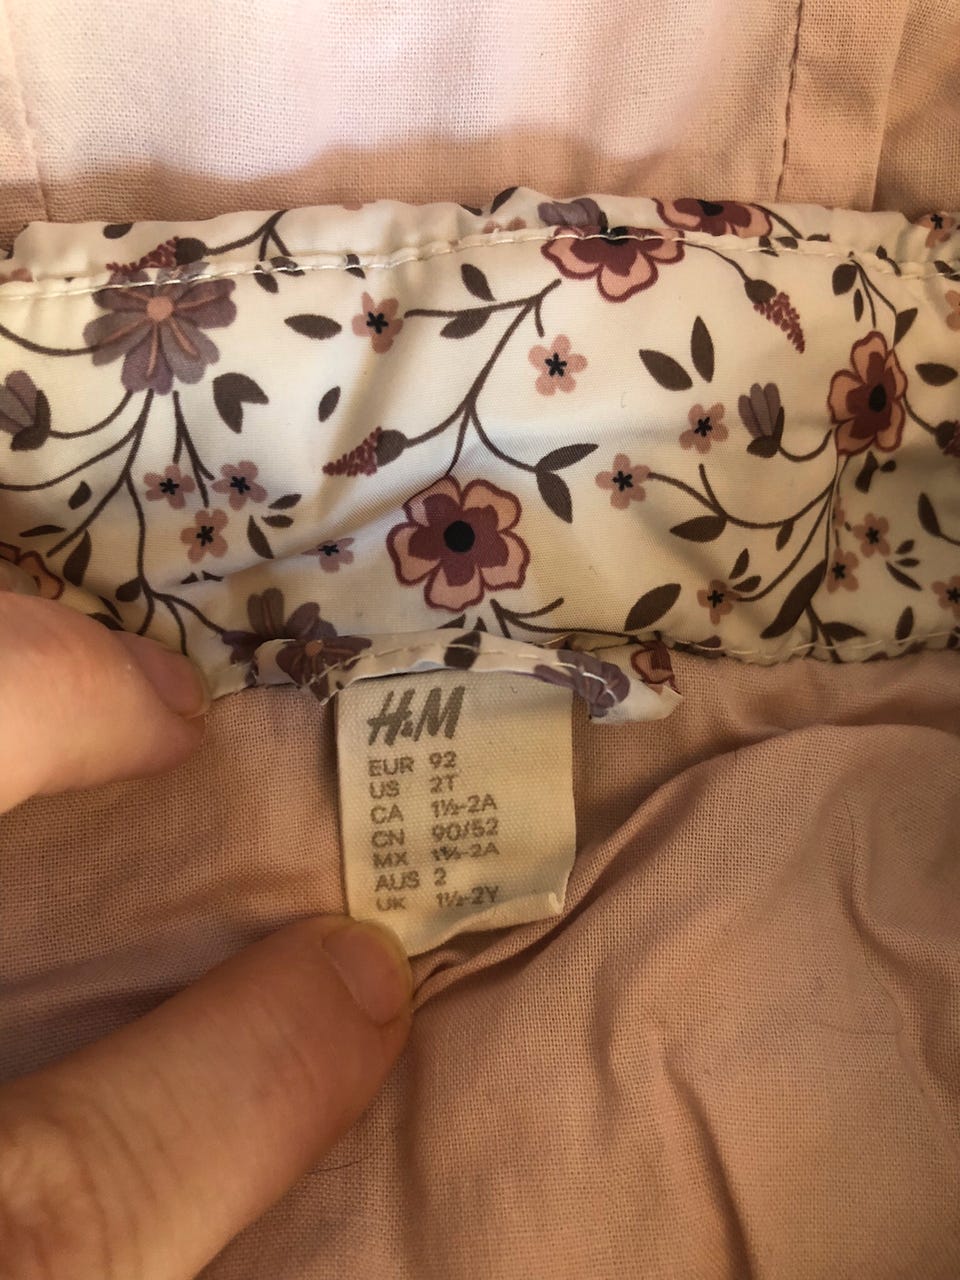 H&M
EUR 92
US 2T
CA 1½-2A
CN 90/52
MX 1½-2A
AUS 2
UK 1½-2Y